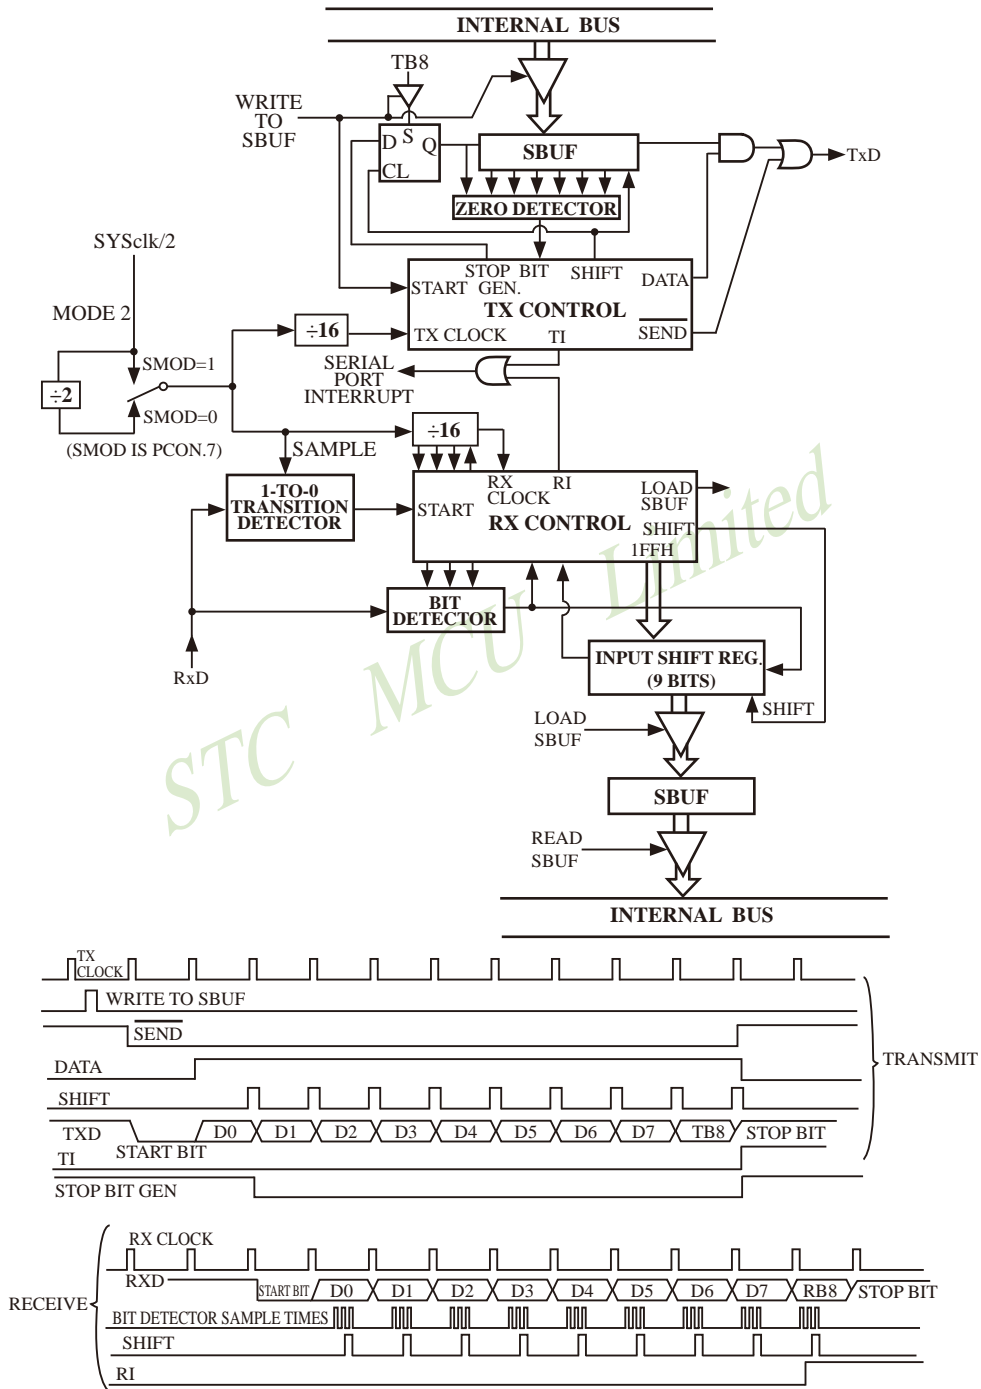 INTERNAL BUS
TB8
WRITE
TO
SBUF
D S Q
CL
SBUF
TxD
ZERO DETECTOR
SYSclk/2
STOP BIT SHIFT
GEN.
DATA
START
TX CONTROL
MODE 2
÷16
TX CLOCK
TI
SEND
SMOD=1
SERIAL
PORT
INTERRUPT
÷2
SMOD=0
÷16
(SMOD IS PCON.7)
SAMPLE
1-TO-0
TRANSITION
DETECTOR
RX
CLOCK
RI
LOAD
SBUF
START
RX CONTROL
SHIFT
1FFH
BIT
DETECTOR
RxD
INPUT SHIFT REG.
(9 BITS)
SHIFT
LOAD
SBUF
SBUF
READ
SBUF
INTERNAL BUS
STC MCU Limited
TX
CLOCK
WRITE TO SBUF
SEND
TRANSMIT
DATA
SHIFT
TXD
START BIT
D0 D1 D2 D3 D4 D5 D6 D7 TB8 STOP BIT
TI
STOP BIT GEN
RX CLOCK
RXD
START BIT D0 D1 D2 D3 D4 D5 D6 D7 RB8 STOP BIT
RECEIVE
BIT DETECTOR SAMPLE TIMES
SHIFT
RI